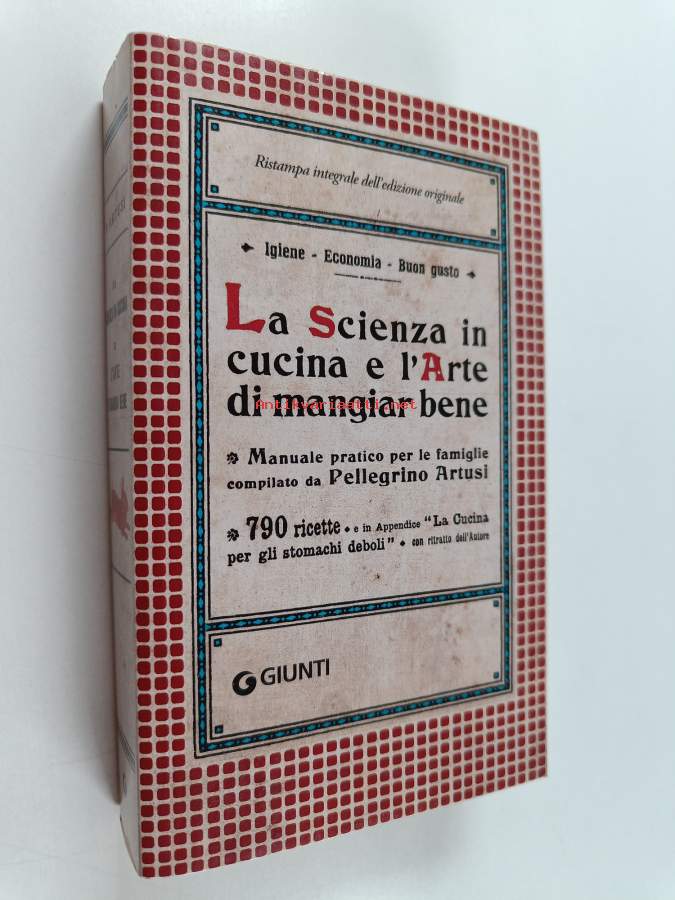 Ristampa integrale dell'edizione originale
Igiene - Economia - Buon gusto
La Scienza in
cucina e l'Arte
di mangiar bene
Antikvariaatti.net
Manuale pratico per le famiglie
compilato da Pellegrino Artusi
790 ricette • e in Appendice "La Cucina
per gli stomachi deboli" • con ritratto dell'Autore
GIUNTI